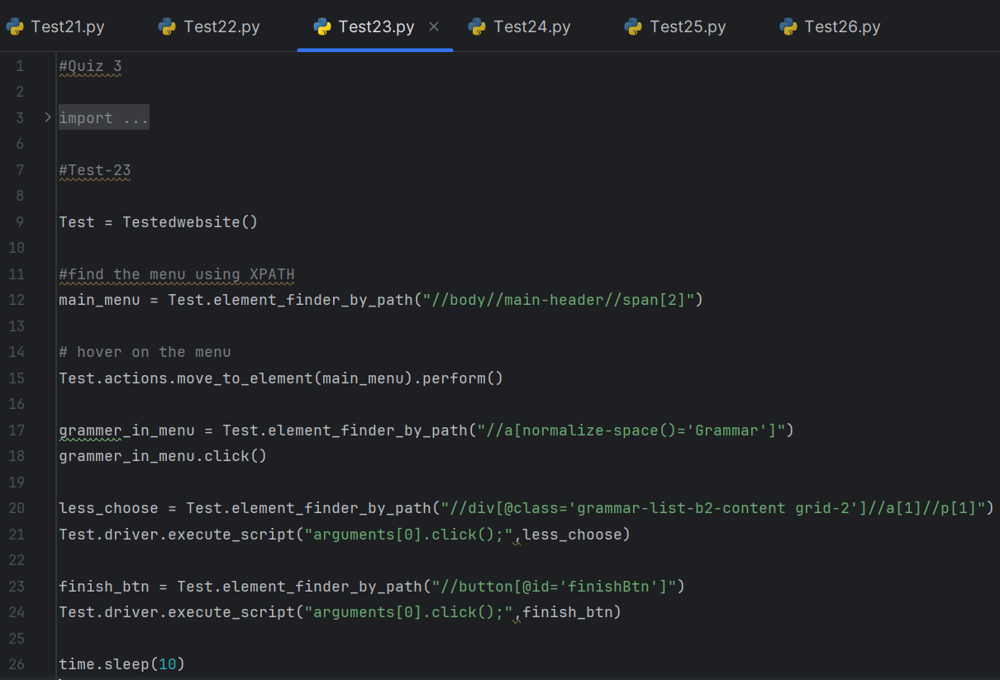 Test21.py Test22.py Test23.py Test24.py Test25.py Test26.py
1 #Quiz 3
2
3 import ...
6
7 #Test-23
8
9 Test = Testedwebsite()
10
11 #find the menu using XPATH
12 main_menu = Test.element_finder_by_path("//body//main-header//span[2]")
13
14 # hover on the menu
15 Test.actions.move_to_element(main_menu).perform()
16
17 grammer_in_menu = Test.element_finder_by_path("//a[normalize-space()='Grammar']")
18 grammer_in_menu.click()
19
20 less_choose = Test.element_finder_by_path("//div[@class='grammar-list-b2-content grid-2']//a[1]//p[1]")
21 Test.driver.execute_script("arguments[0].click();",less_choose)
22
23 finish_btn = Test.element_finder_by_path("//button[@id='finishBtn']")
24 Test.driver.execute_script("arguments[0].click();",finish_btn)
25
26 time.sleep(10)